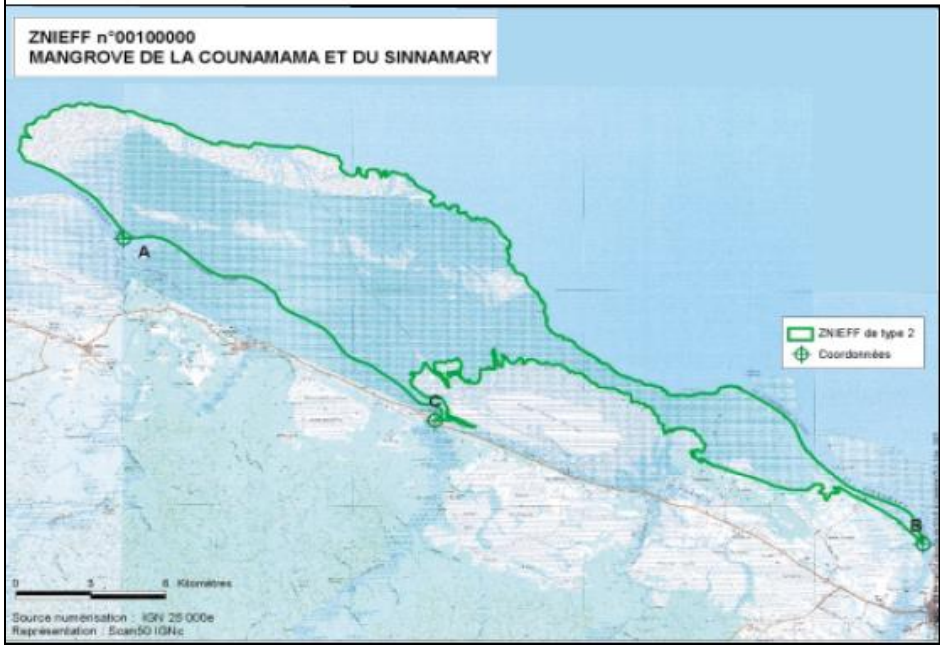 ZNIEFF n°00100000
MANGROVE DE LA COUNAMAMA ET DU SINNAMARY
A
ZNIEFF de type 2
Coordonnées
C
B
0 3 6 Kilomètres
Source numérisation : IGN 25 000e
Représentation : Scan50 IGN©